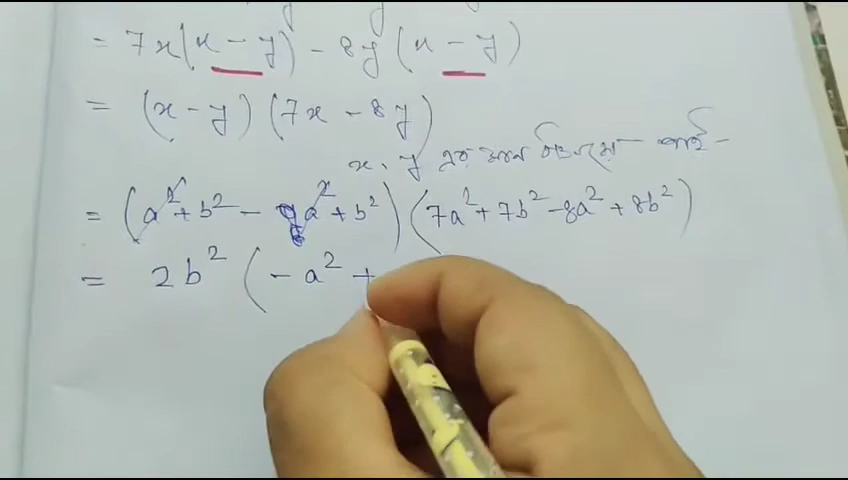 = 7x(x - y) - 8y(x - y)
= (x - y)(7x - 8y)
x, y এর মান বসিয়ে পাই -
= (a² + b² - a² + b²)(7a² + 7b² - 8a² + 8b²)
= 2b² (- a² +